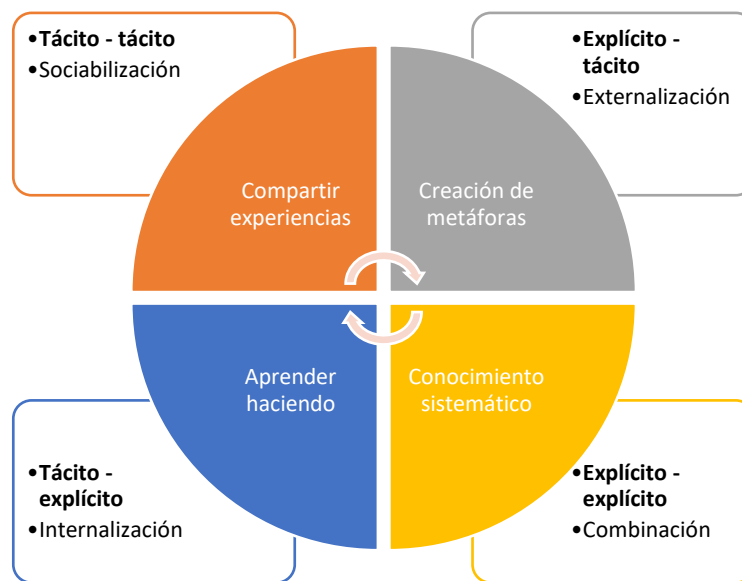 •Tácito - tácito
•Sociabilización
•Explícito -
tácito
•Externalización
Compartir
experiencias
Creación de
metáforas
Aprender
haciendo
Conocimiento
sistemático
•Tácito -
explícito
•Internalización
•Explícito -
explícito
•Combinación